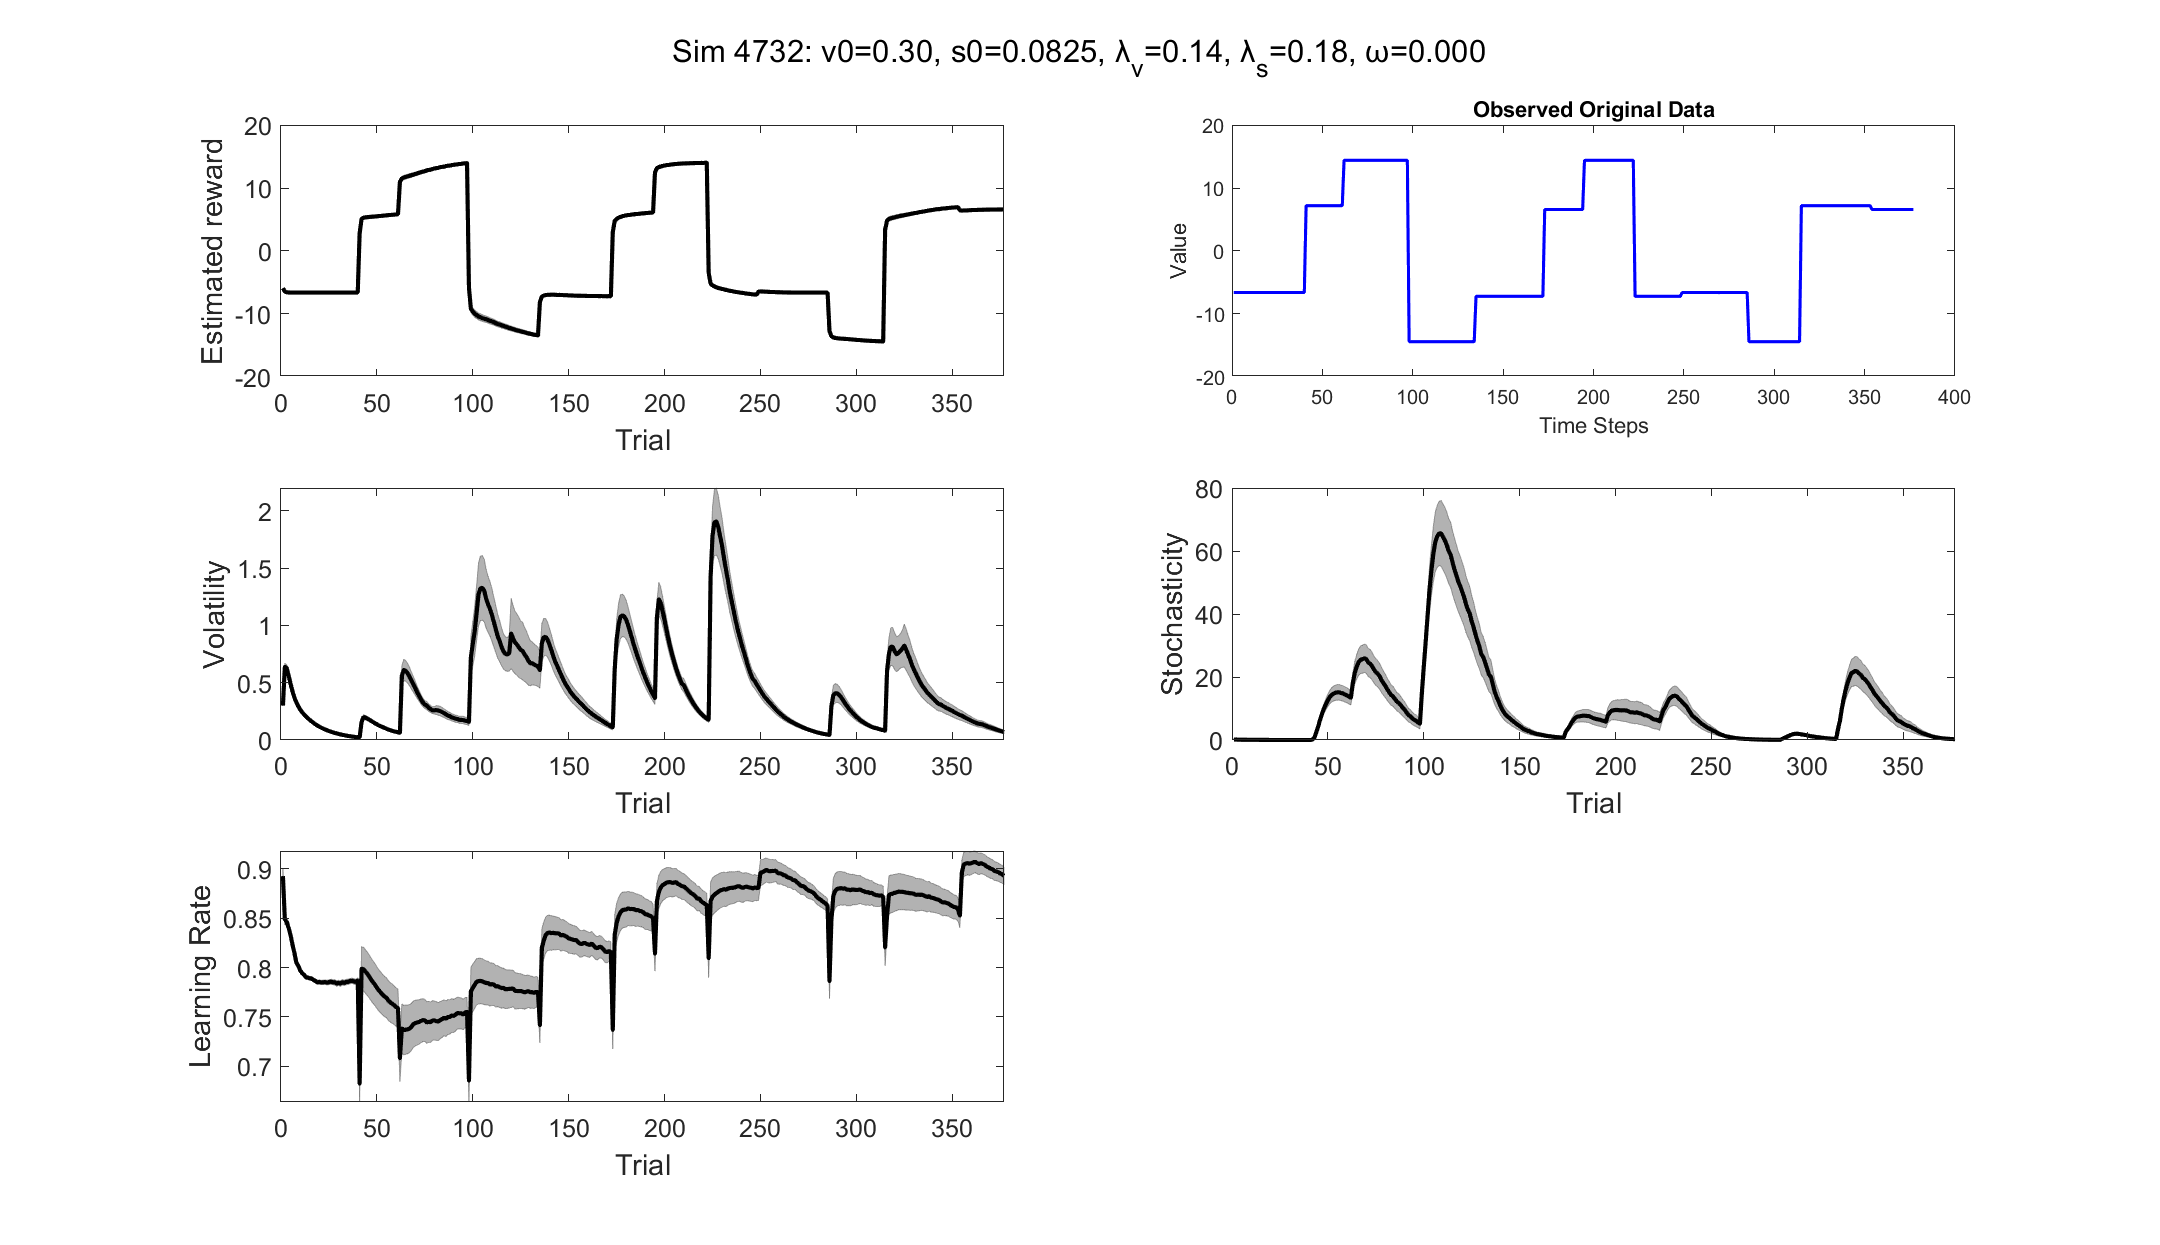 Sim 4732: v0=0.30, s0=0.0825, λv=0.14, λs=0.18, ω=0.000
Estimated reward
20
10
0
-10
-20
0 50 100 150 200 250 300 350
Trial
Observed Original Data
Value
20
10
0
-10
-20
0 50 100 150 200 250 300 350 400
Time Steps
Volatility
2
1.5
1
0.5
0
0 50 100 150 200 250 300 350
Trial
Stochasticity
80
60
40
20
0
0 50 100 150 200 250 300 350
Trial
Learning Rate
0.9
0.85
0.8
0.75
0.7
0 50 100 150 200 250 300 350
Trial